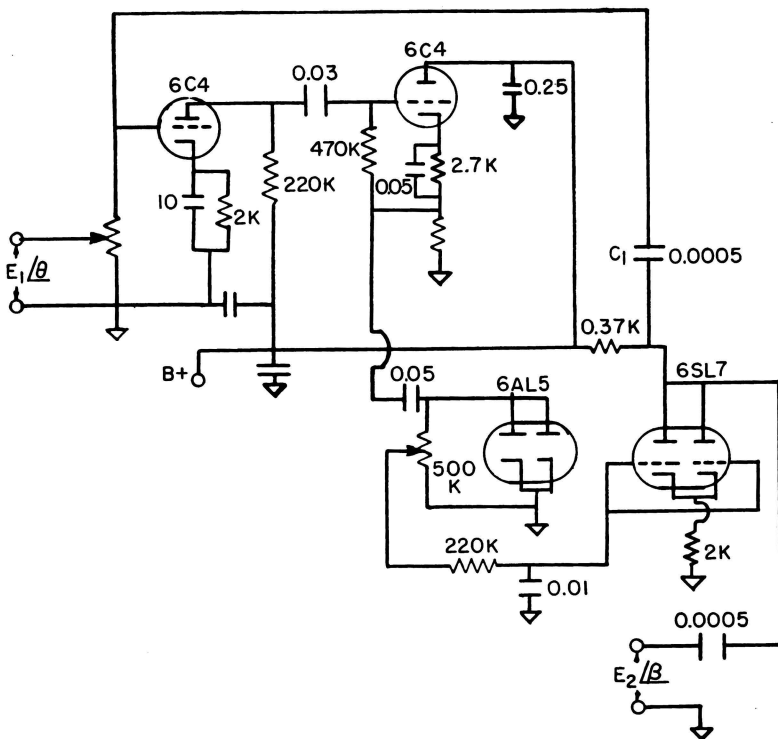 6C4
6C4
0.03
0.25
470K
2.7K
220K
0.05
10
2K
E1/θ
C1 0.0005
0.37K
B+
0.05
6AL5
6SL7
500
K
220K
2K
0.01
0.0005
E2/β